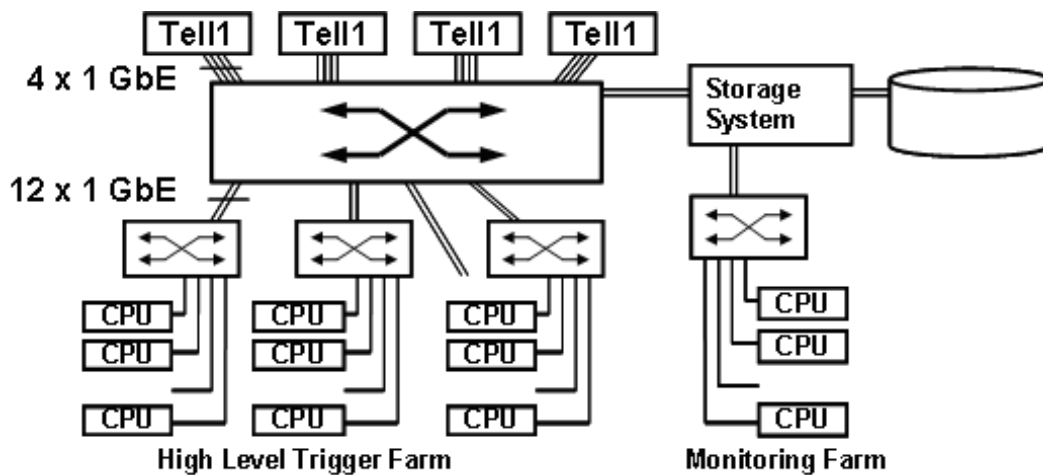 Tell1 Tell1 Tell1 Tell1
4 x 1 GbE
Storage
System
12 x 1 GbE
CPU CPU CPU CPU
CPU CPU CPU CPU
CPU CPU CPU CPU
High Level Trigger Farm
Monitoring Farm